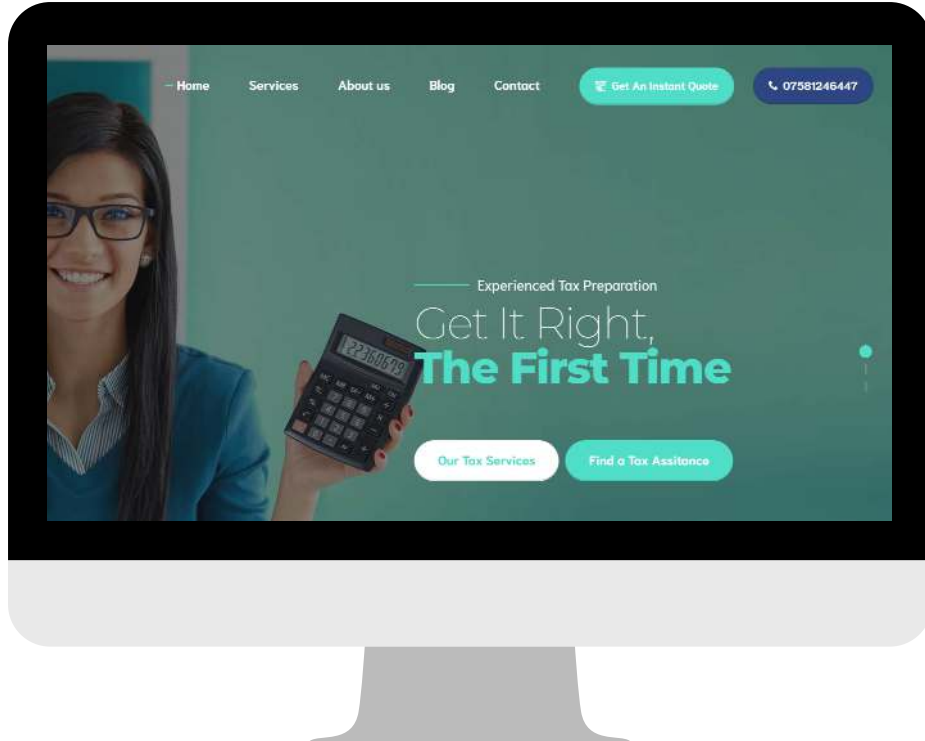 Home Services About us Blog Contact Get An Instant Quote 07581246447
Experienced Tax Preparation
Get It Right,
The First Time
Our Tax Services Find a Tax Assitance